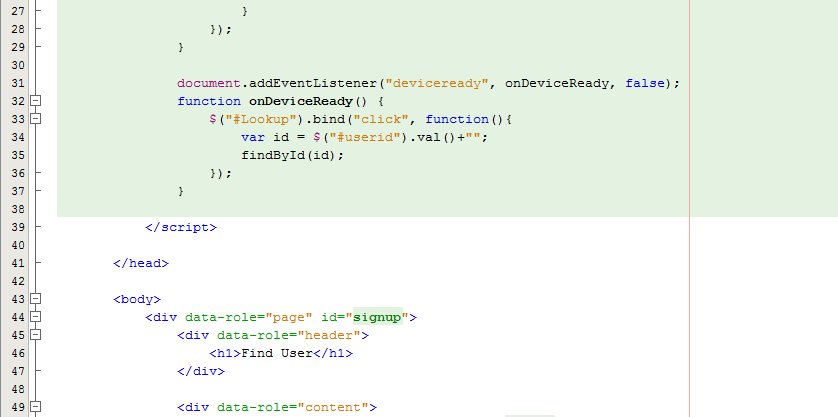 27                         }
28                     });
29                 }
30
31                 document.addEventListener("deviceready", onDeviceReady, false);
32                 function onDeviceReady() {
33                     $("#Lookup").bind("click", function(){
34                         var id = $("#userid").val()+"";
35                         findById(id);
36                     });
37                 }
38
39             </script>
40
41         </head>
42
43         <body>
44             <div data-role="page" id="signup">
45                 <div data-role="header">
46                     <h1>Find User</h1>
47                 </div>
48
49                 <div data-role="content">